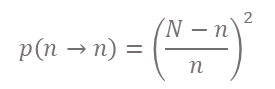 p(n → n) = ((N − n)/n)²